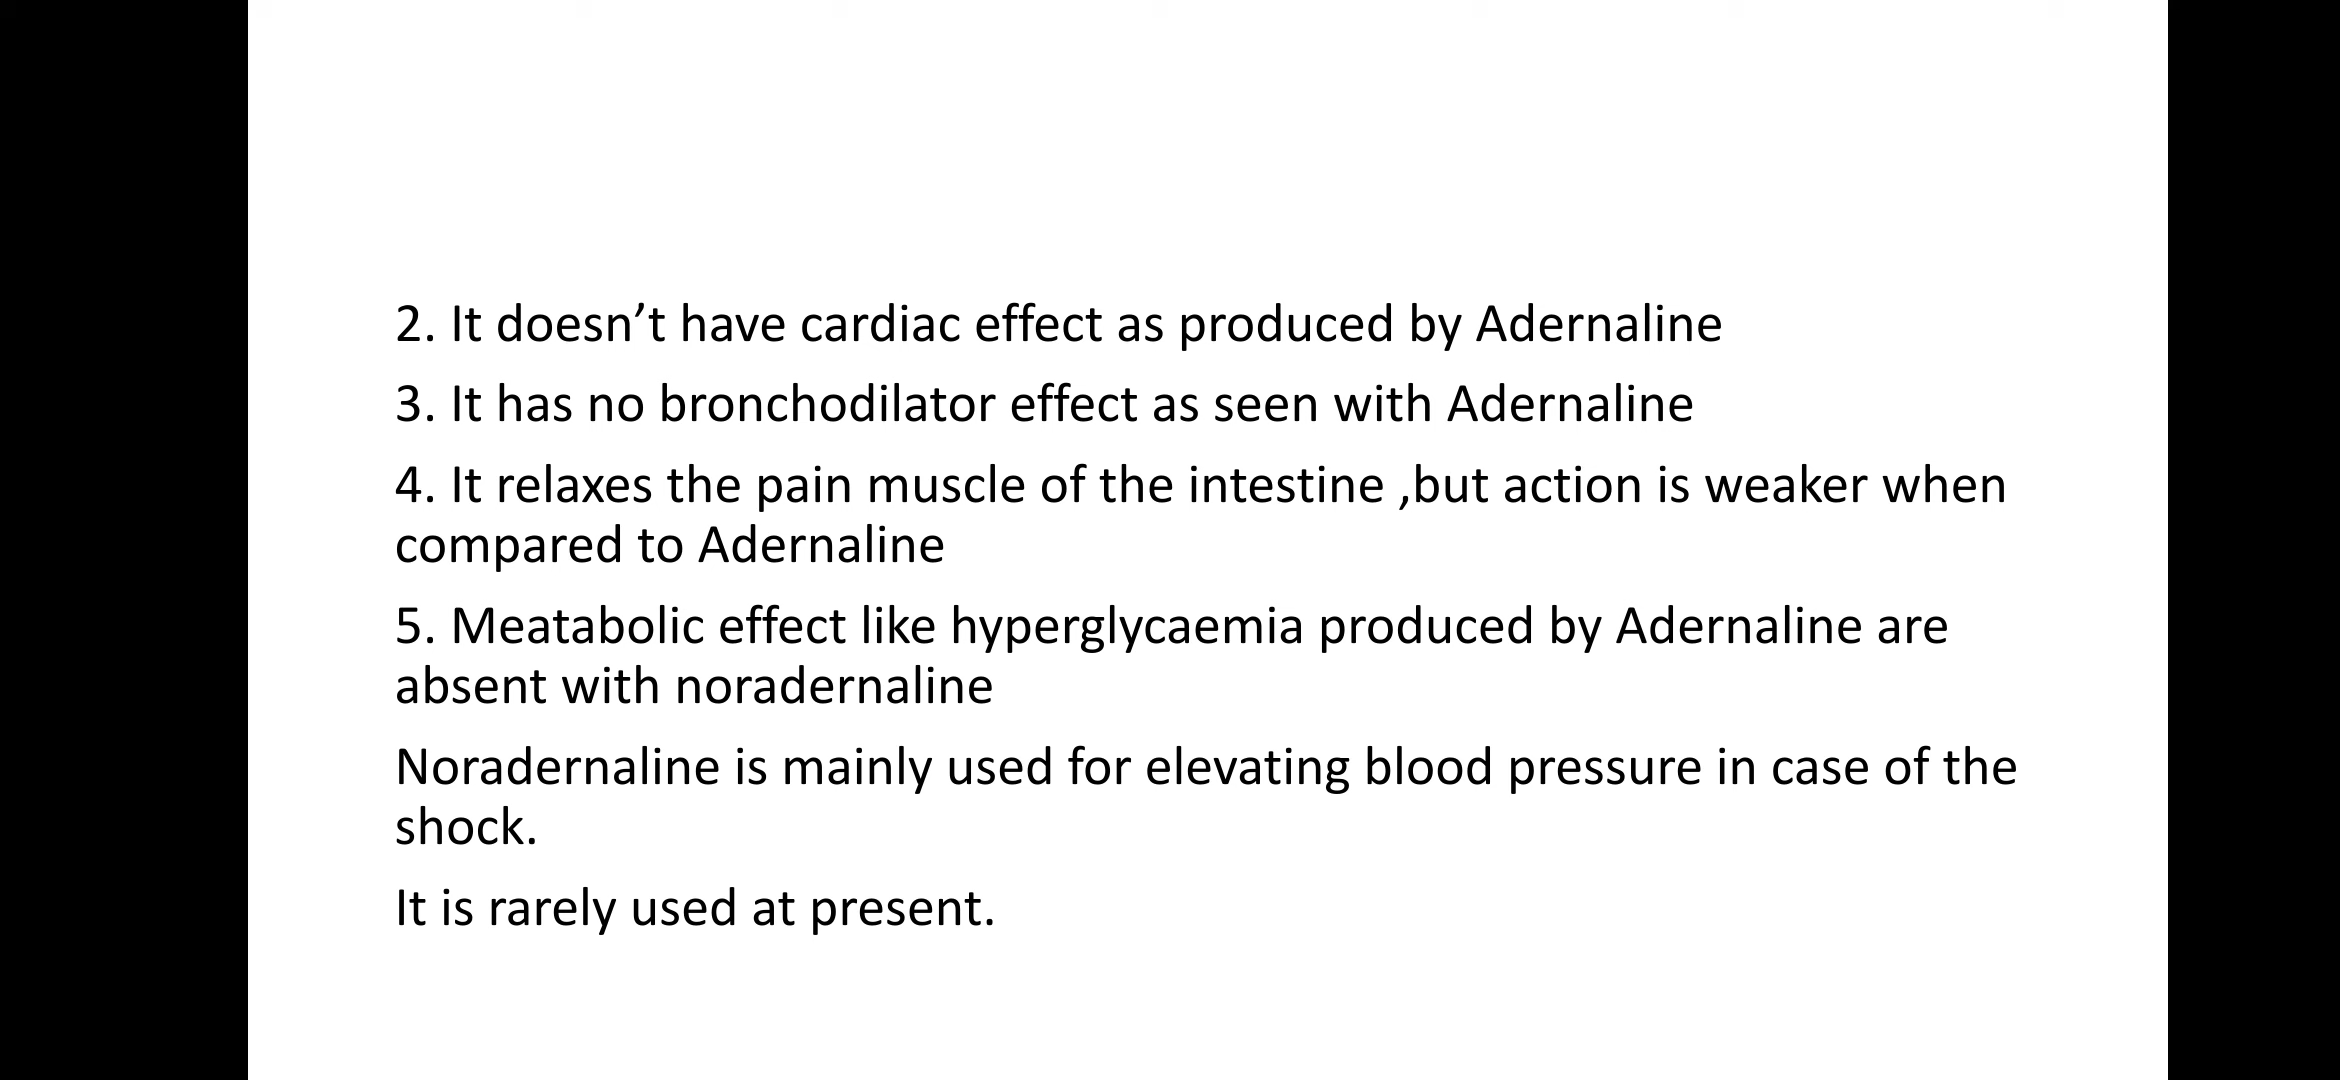 2. It doesn’t have cardiac effect as produced by Adernaline
3. It has no bronchodilator effect as seen with Adernaline
4. It relaxes the pain muscle of the intestine ,but action is weaker when
compared to Adernaline
5. Meatabolic effect like hyperglycaemia produced by Adernaline are
absent with noradernaline
Noradernaline is mainly used for elevating blood pressure in case of the
shock.
It is rarely used at present.